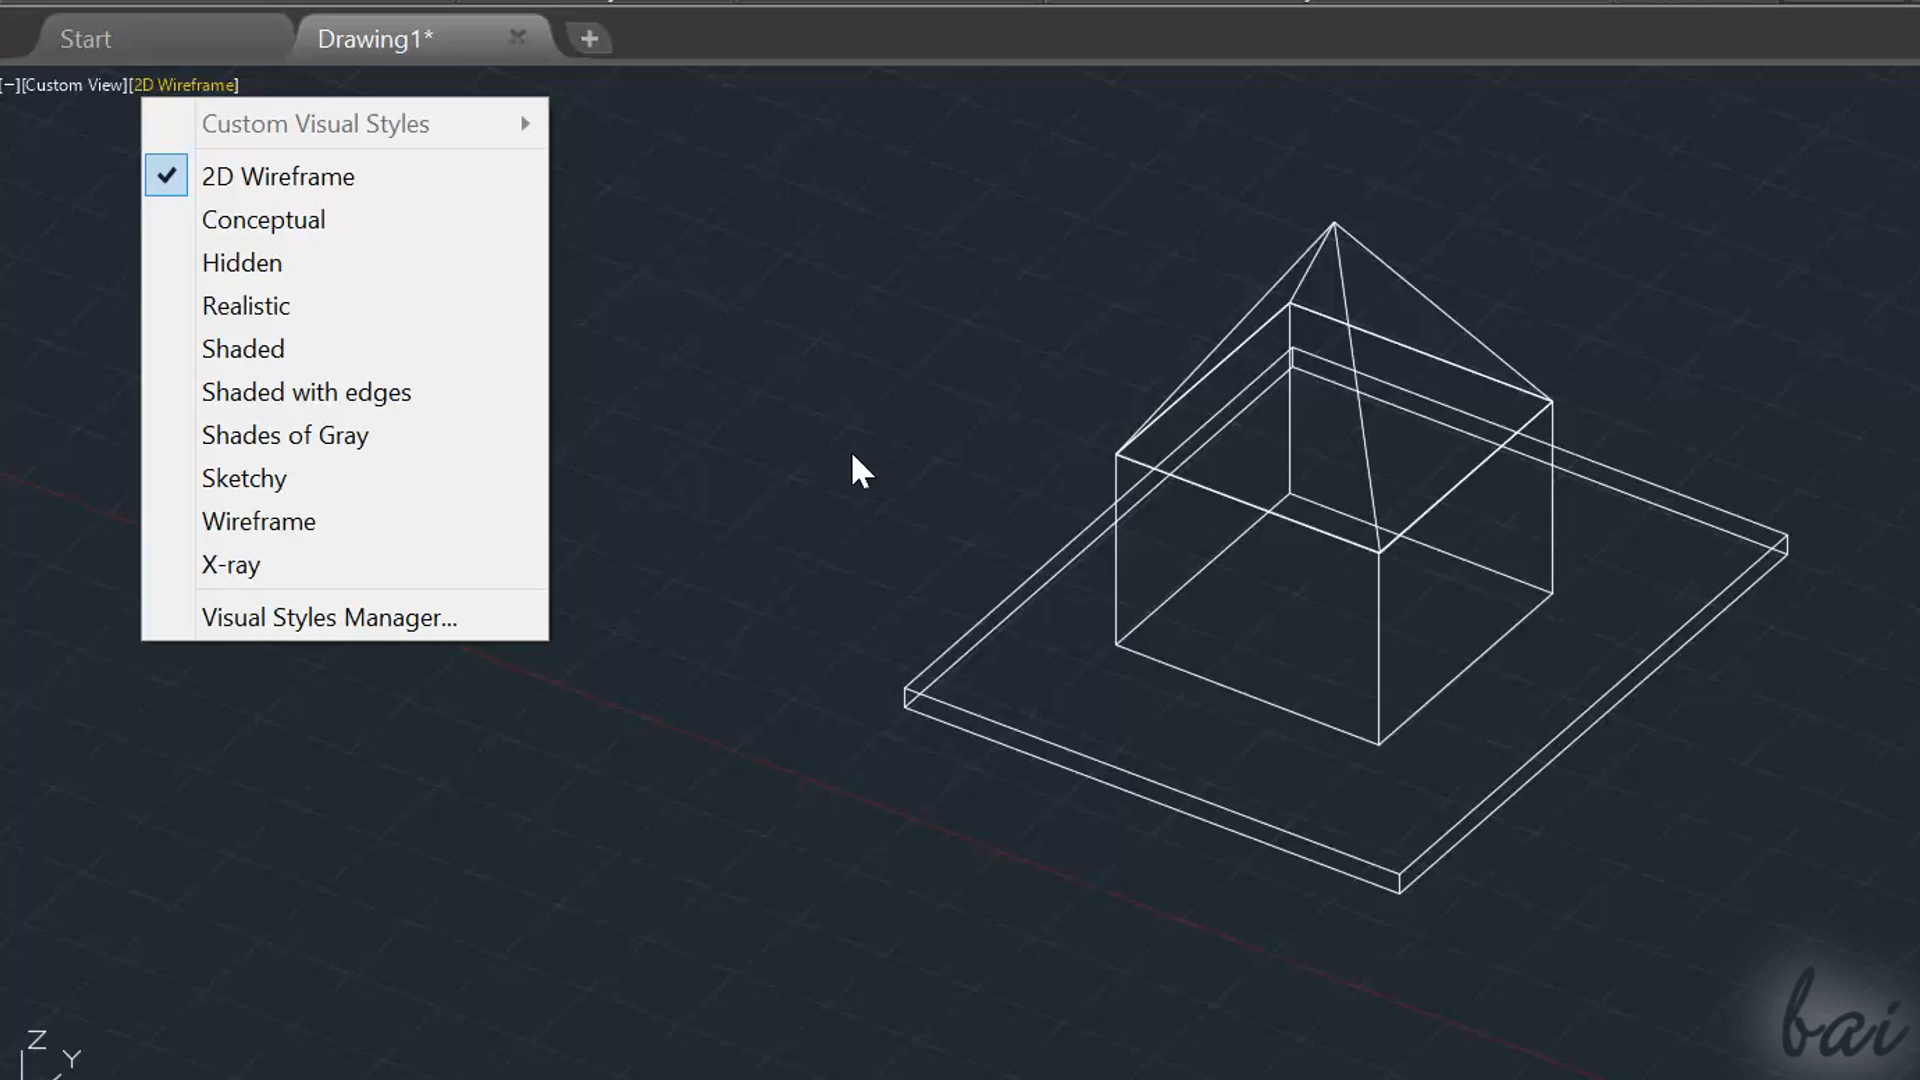 Start
Drawing1*
[−][Custom View][2D Wireframe]
Custom Visual Styles
2D Wireframe
Conceptual
Hidden
Realistic
Shaded
Shaded with edges
Shades of Gray
Sketchy
Wireframe
X-ray
Visual Styles Manager...
Z
Y
bai